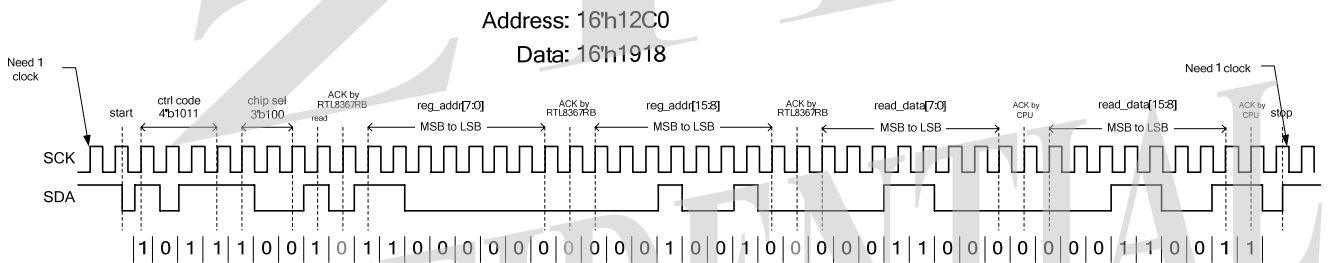 Address: 16'h12C0
Data: 16'h1918
Need 1 clock
start
ctrl code 4'b1011
chip sel 3'b100
read
ACK by RTL8367RB
reg_addr[7:0]
MSB to LSB
ACK by RTL8367RB
reg_addr[15:8]
MSB to LSB
ACK by RTL8367RB
read_data[7:0]
MSB to LSB
ACK by CPU
read_data[15:8]
MSB to LSB
ACK by CPU
stop
Need 1 clock
SCK
SDA
1 0 1 1 1 0 0 1 0 1 1 0 0 0 0 0 0 0 0 0 0 1 0 0 1 0 0 0 0 0 1 1 0 0 0 0 0 0 0 1 1 0 0 1 1